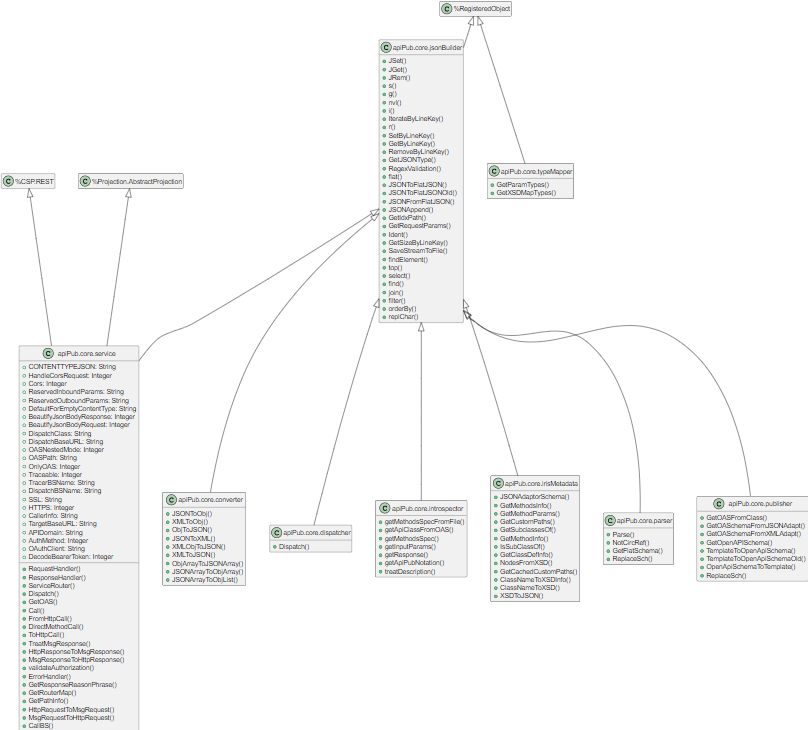 C %RegisteredObject
C apiPub.core.jsonBuilder
JSet()
JGet()
JRem()
s()
g()
nvl()
i()
IterateByLineKey()
r()
SetByLineKey()
GetByLineKey()
RemoveByLineKey()
GetJSONType()
RegexValidation()
flat()
JSONToFlatJSON()
JSONToFlatJSONOld()
JSONFromFlatJSON()
JSONAppend()
GetIdxPath()
GetRequestParams()
Ident()
GetSizeByLineKey()
SaveStreamToFile()
findElement()
top()
select()
find()
join()
filter()
orderBy()
replChar()
C apiPub.core.typeMapper
GetParamTypes()
GetXSDMapTypes()
C %CSP.REST
C %Projection.AbstractProjection
C apiPub.core.service
CONTENTTYPEJSON: String
HandleCorsRequest: Integer
Cors: Integer
ReservedInboundParams: String
ReservedOutboundParams: String
DefaultForEmptyContentType: String
BeautifyJsonBodyResponse: Integer
BeautifyJsonBodyRequest: Integer
DispatchClass: String
DispatchBaseURL: String
OASNestedMode: Integer
OASPath: String
OnlyOAS: Integer
Traceable: Integer
TracerBSName: String
DispatchBSName: String
SSL: String
HTTPS: Integer
CallerInfo: String
TargetBaseURL: String
APIDomain: String
AuthMethod: Integer
OAuthClient: String
DecodeBearerToken: Integer
RequestHandler()
ResponseHandler()
ServiceRouter()
Dispatch()
GetOAS()
Call()
FromHttpCall()
DirectMethodCall()
ToHttpCall()
TreatMsgResponse()
HttpResponseToMsgResponse()
MsgResponseToHttpResponse()
validateAuthorization()
ErrorHandler()
GetResponseReasonPhrase()
GetRouterMap()
GetPathInfo()
HttpRequestToMsgRequest()
MsgRequestToHttpRequest()
CallBS()
C apiPub.core.converter
JSONToObj()
XMLToObj()
ObjToJSON()
JSONToXML()
XMLObjToJSON()
XMLToJSON()
ObjArrayToJSONArray()
JSONArrayToObjArray()
JSONArrayToObjList()
C apiPub.core.dispatcher
Dispatch()
C apiPub.core.introspector
getMethodsSpecFromFile()
getApiClassFromOAS()
getMethodsSpec()
getInputParams()
getResponse()
getApiPubNotation()
treatDescription()
C apiPub.core.irisMetadata
JSONAdaptorSchema()
GetMethodsInfo()
GetMethodParams()
GetCustomPaths()
GetSubclassesOf()
GetMethodInfo()
IsSubClassOf()
GetClassDefInfo()
NodesFromXSD()
GetCachedCustomPaths()
ClassNameToXSDInfo()
ClassNameToXSD()
XSDToJSON()
C apiPub.core.parser
Parse()
NotCircRef()
GetFlatSchema()
ReplaceSch()
C apiPub.core.publisher
GetOASFromClass()
GetOASchemaFromJSONAdapt()
GetOASchemaFromXMLAdapt()
GetOpenAPISchema()
TemplateToOpenApiSchema()
TemplateToOpenApiSchemaOld()
OpenApiSchemaToTemplate()
ReplaceSch()